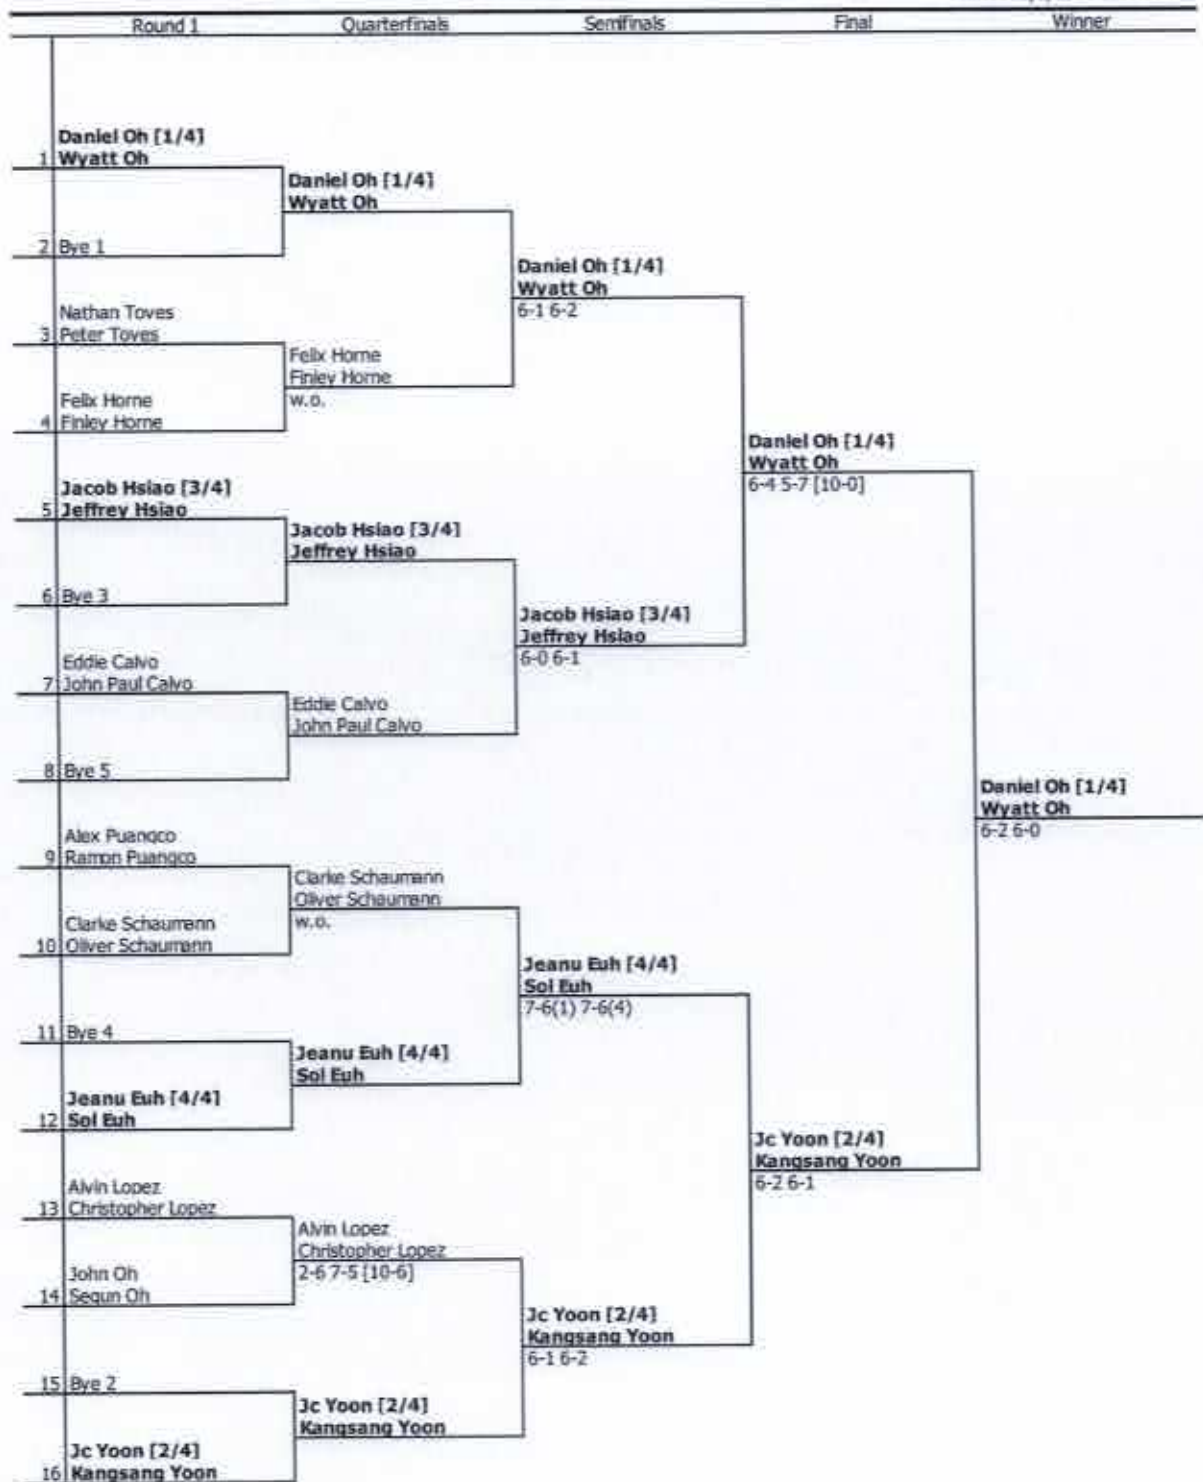 Round 1 Quarterfinals Semifinals Final Winner
Daniel Oh [1/4]
1 Wyatt Oh
Daniel Oh [1/4]
Wyatt Oh
2 Bye 1
Daniel Oh [1/4]
Wyatt Oh
6-1 6-2
Nathan Toves
3 Peter Toves
Felix Horne
Finley Horne
w.o.
Felix Horne
4 Finley Horne
Daniel Oh [1/4]
Wyatt Oh
6-4 5-7 [10-0]
Jacob Hsiao [3/4]
5 Jeffrey Hsiao
Jacob Hsiao [3/4]
Jeffrey Hsiao
6 Bye 3
Jacob Hsiao [3/4]
Jeffrey Hsiao
6-0 6-1
Eddie Calvo
7 John Paul Calvo
Eddie Calvo
John Paul Calvo
8 Bye 5
Daniel Oh [1/4]
Wyatt Oh
6-2 6-0
Alex Puangco
9 Ramon Puangco
Clarke Schaumann
Oliver Schaumann
w.o.
Clarke Schaumann
10 Oliver Schaumann
Jeanu Euh [4/4]
Sol Euh
7-6(1) 7-6(4)
11 Bye 4
Jeanu Euh [4/4]
Sol Euh
Jeanu Euh [4/4]
12 Sol Euh
Jc Yoon [2/4]
Kangsang Yoon
6-2 6-1
Alvin Lopez
13 Christopher Lopez
Alvin Lopez
Christopher Lopez
2-6 7-5 [10-6]
John Oh
14 Segun Oh
Jc Yoon [2/4]
Kangsang Yoon
6-1 6-2
15 Bye 2
Jc Yoon [2/4]
Kangsang Yoon
Jc Yoon [2/4]
16 Kangsang Yoon